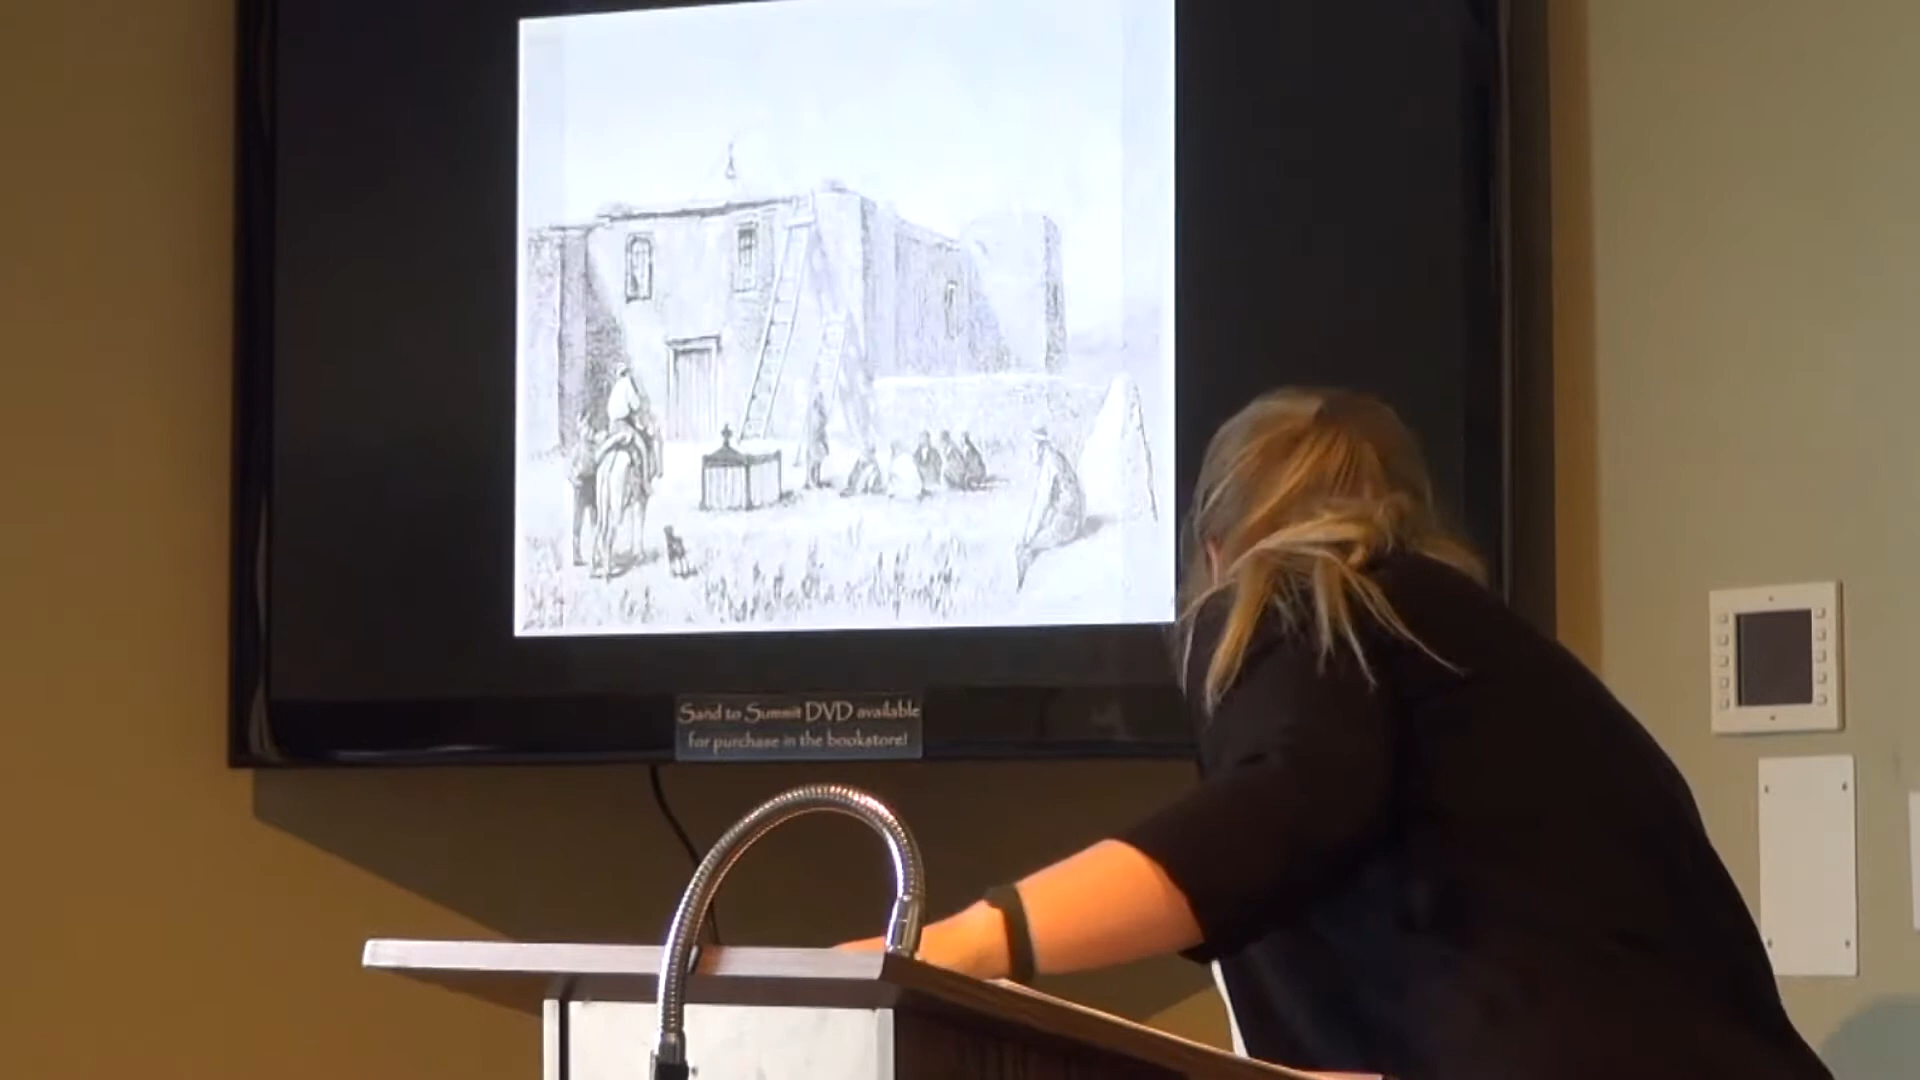 Sand to Summit DVD available
for purchase in the bookstore!